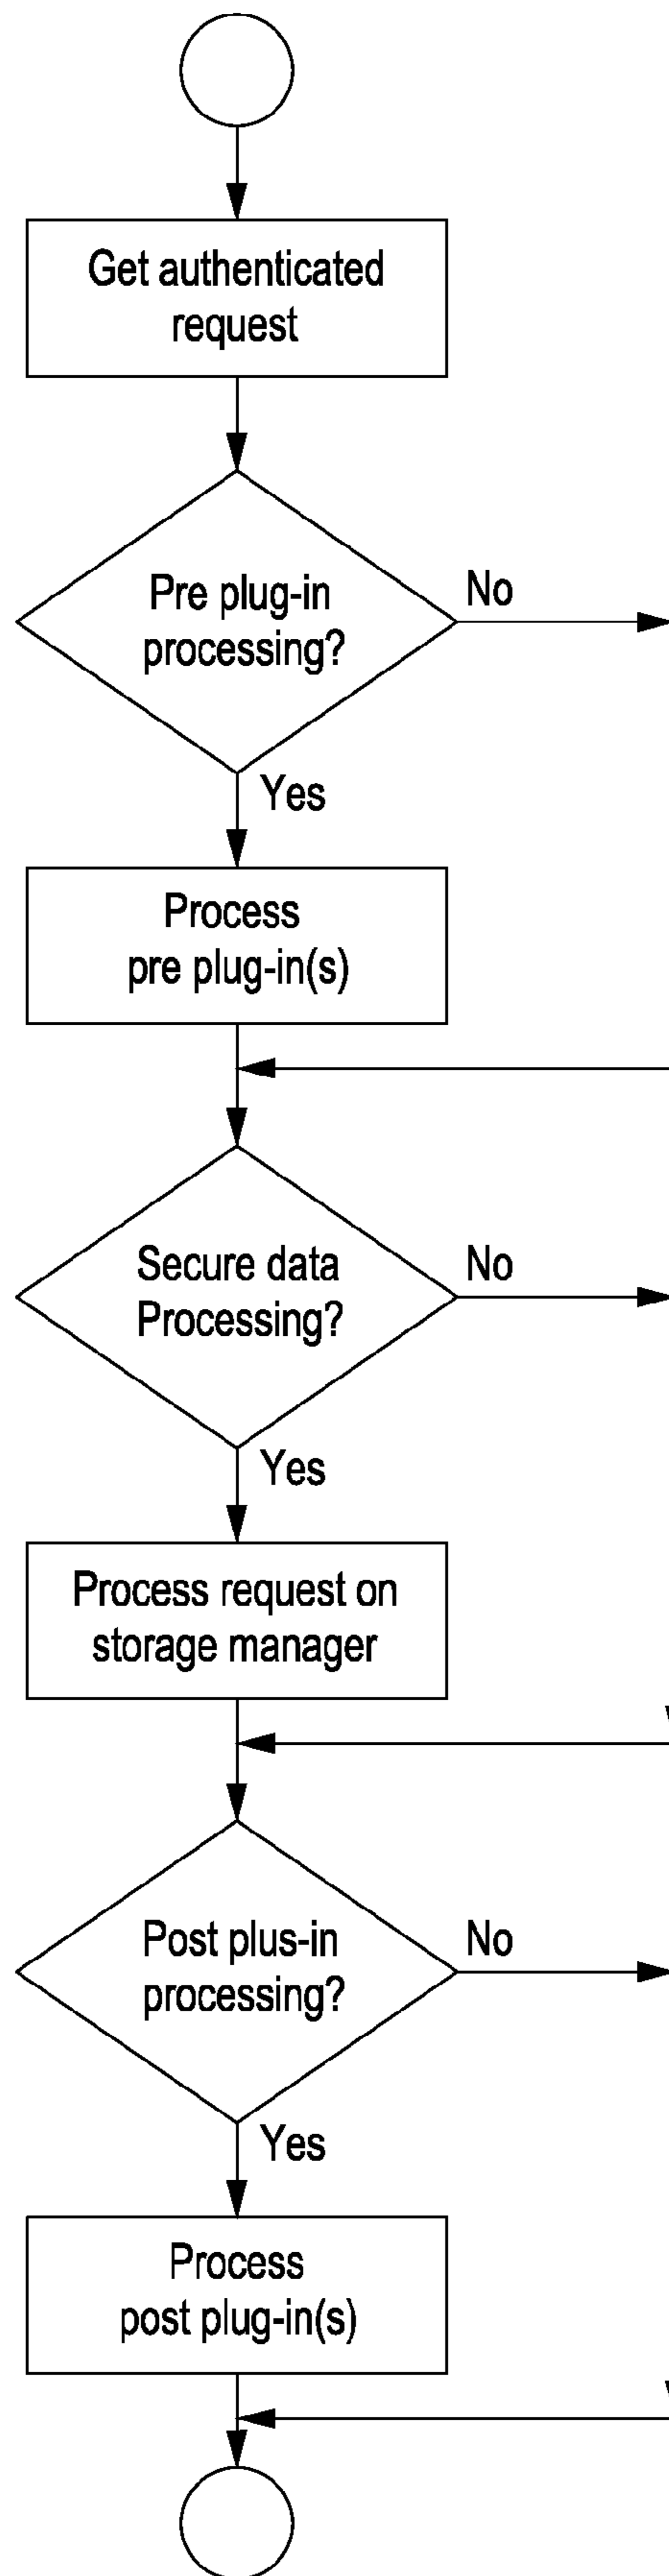 Get authenticated
request
Pre plug-in
processing?
No
Yes
Process
pre plug-in(s)
Secure data
Processing?
No
Yes
Process request on
storage manager
Post plus-in
processing?
No
Yes
Process
post plug-in(s)